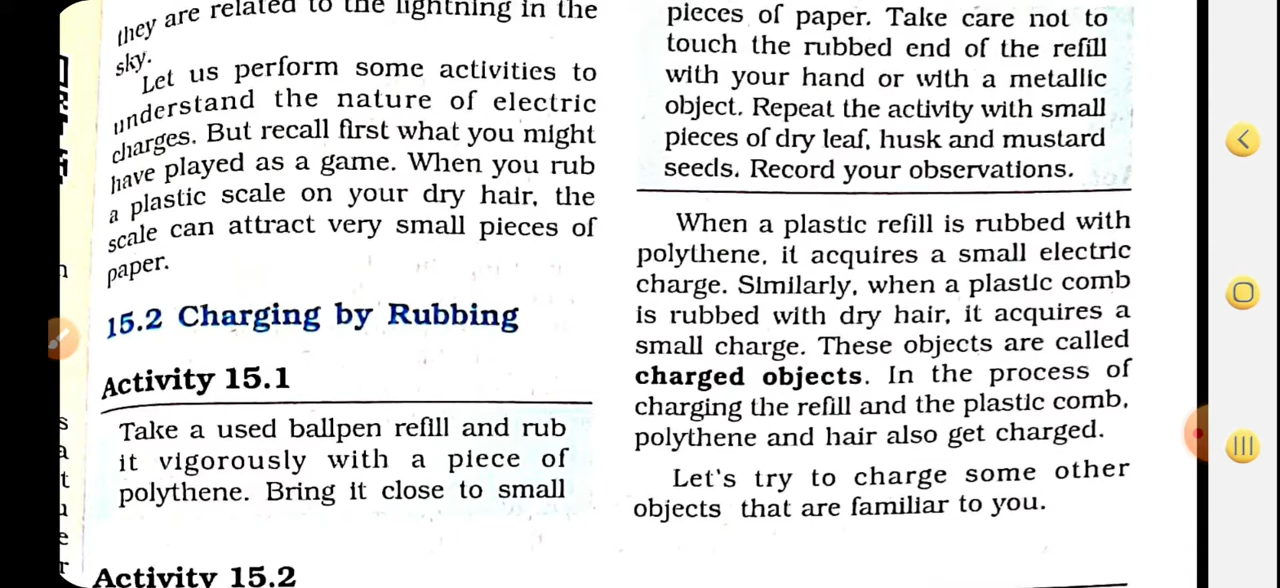 they are related to the lightning in the
sky.
Let us perform some activities to
understand the nature of electric
charges. But recall first what you might
have played as a game. When you rub
a plastic scale on your dry hair, the
scale can attract very small pieces of
paper.
15.2 Charging by Rubbing
Activity 15.1
Take a used ballpen refill and rub
it vigorously with a piece of
polythene. Bring it close to small
Activity 15.2
pieces of paper. Take care not to
touch the rubbed end of the refill
with your hand or with a metallic
object. Repeat the activity with small
pieces of dry leaf, husk and mustard
seeds. Record your observations.
When a plastic refill is rubbed with
polythene, it acquires a small electric
charge. Similarly, when a plastic comb
is rubbed with dry hair, it acquires a
small charge. These objects are called
charged objects. In the process of
charging the refill and the plastic comb,
polythene and hair also get charged.
Let's try to charge some other
objects that are familiar to you.